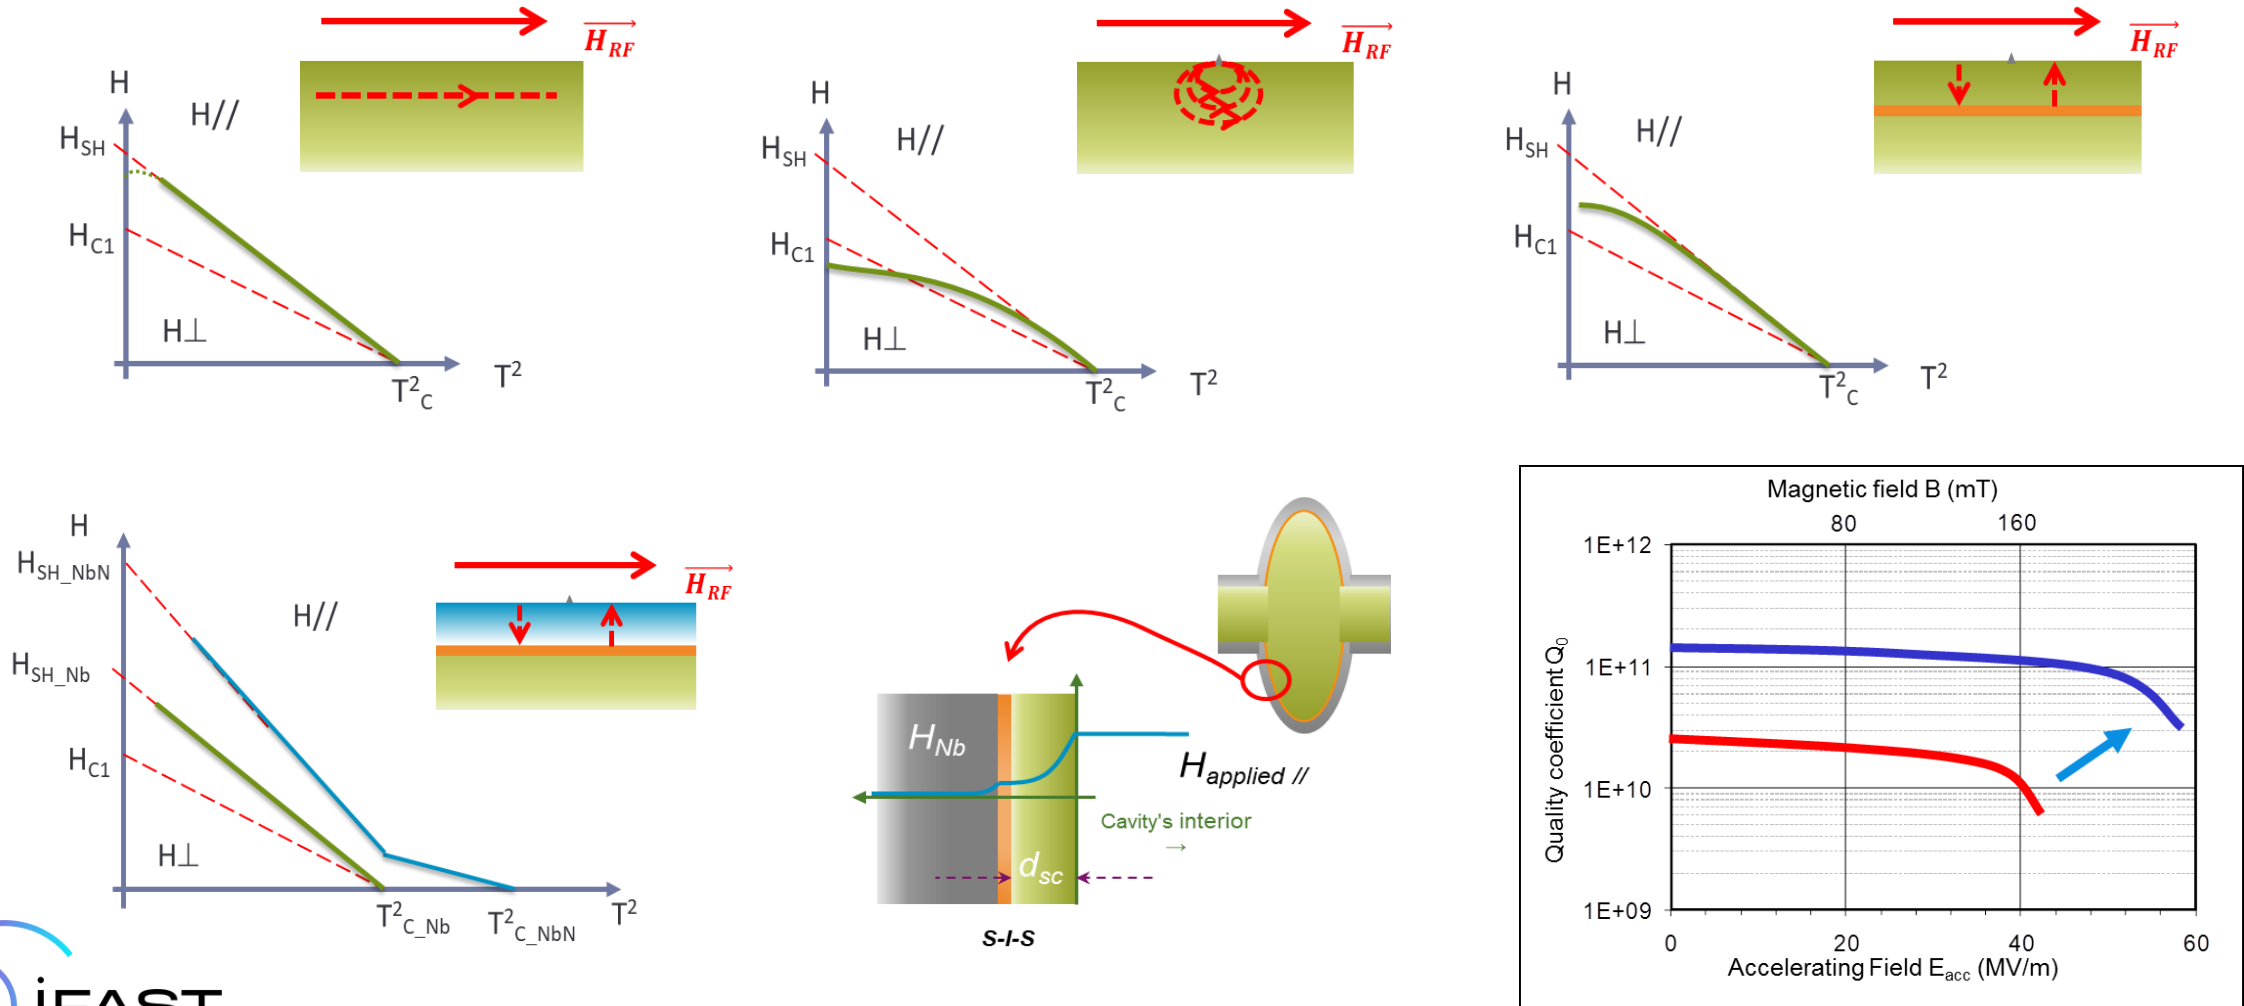 H_RF
H
H//
H_SH
H_C1
H⊥
T²_C
T²
H_RF
H
H//
H_SH
H_C1
H⊥
T²_C
T²
H_RF
H
H//
H_SH
H_C1
H⊥
T²_C
T²
H
H_SH_NbN
H//
H_RF
H_SH_Nb
H_C1
H⊥
T²_C_Nb
T²_C_NbN
T²
H_Nb
H_applied //
Cavity's interior
→
d_sc
S-I-S
Magnetic field B (mT)
80 160
1E+12
1E+11
1E+10
1E+09
Quality coefficient Q_0
0 20 40 60
Accelerating Field E_acc (MV/m)
iFAST